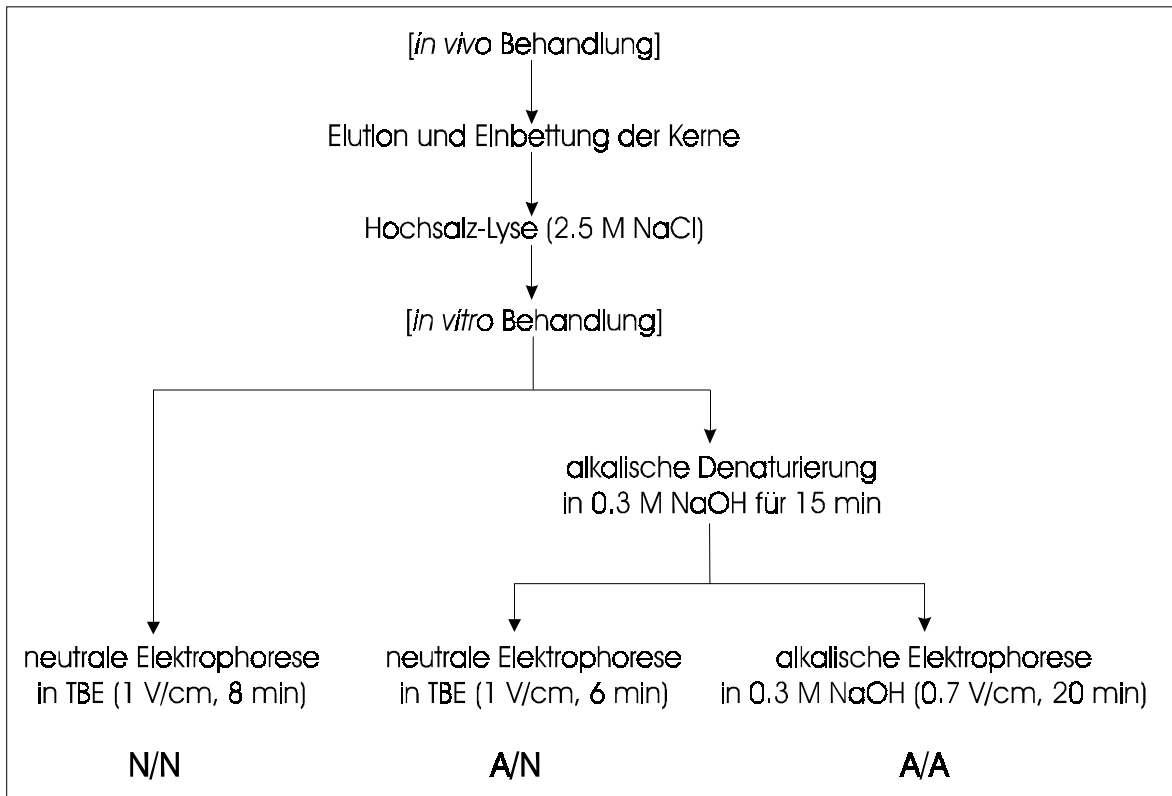 [in vivo Behandlung]
Elution und Einbettung der Kerne
Hochsalz-Lyse (2.5 M NaCl)
[in vitro Behandlung]
alkalische Denaturierung
in 0.3 M NaOH für 15 min
neutrale Elektrophorese
in TBE (1 V/cm, 8 min)
N/N
neutrale Elektrophorese
in TBE (1 V/cm, 6 min)
A/N
alkalische Elektrophorese
in 0.3 M NaOH (0.7 V/cm, 20 min)
A/A